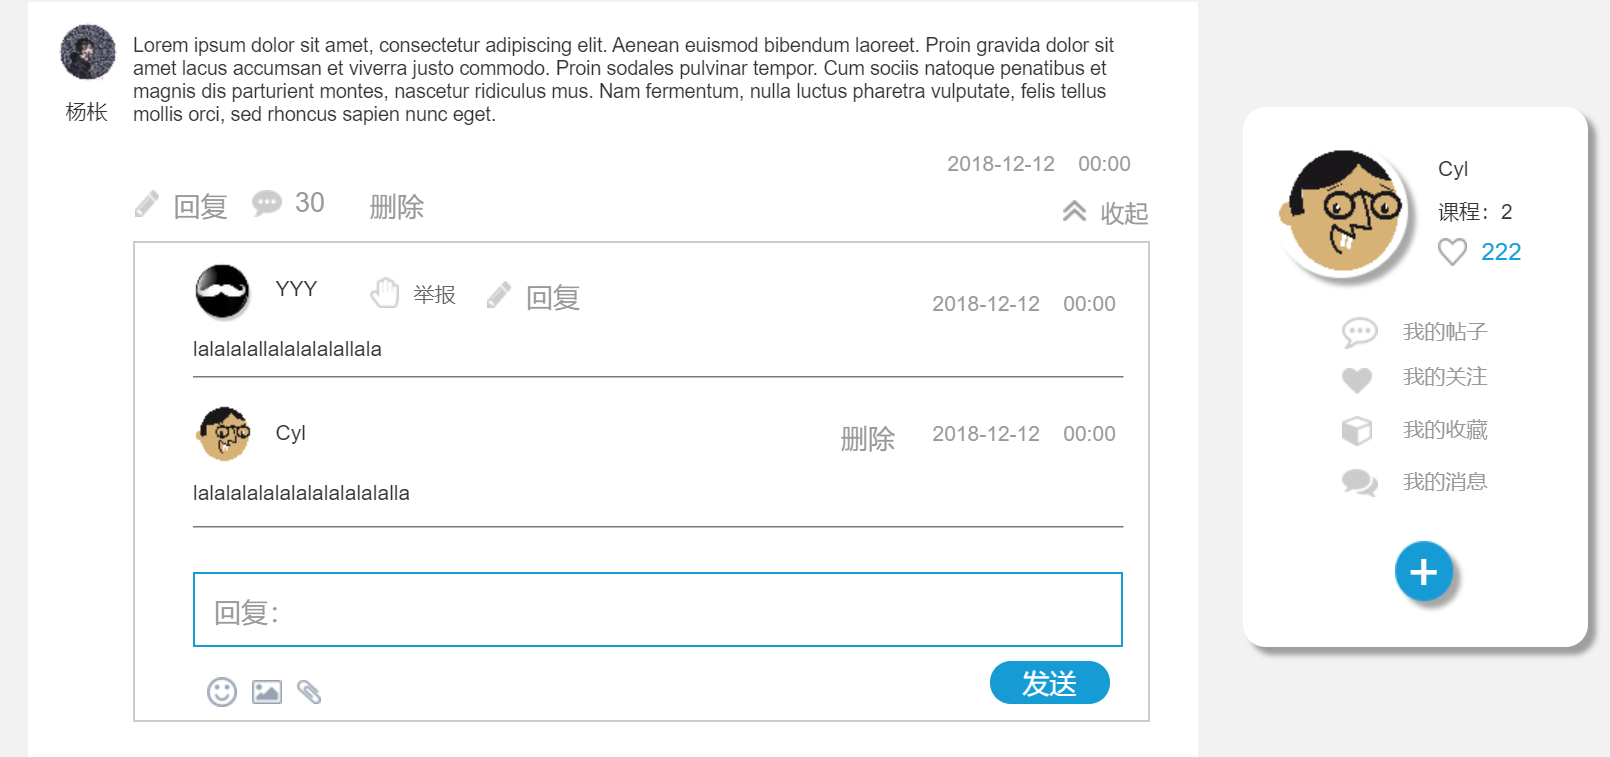 Lorem ipsum dolor sit amet, consectetur adipiscing elit. Aenean euismod bibendum laoreet. Proin gravida dolor sit
amet lacus accumsan et viverra justo commodo. Proin sodales pulvinar tempor. Cum sociis natoque penatibus et
magnis dis parturient montes, nascetur ridiculus mus. Nam fermentum, nulla luctus pharetra vulputate, felis tellus
mollis orci, sed rhoncus sapien nunc eget.
杨枨
2018-12-12 00:00
回复 30 删除 收起
YYY 举报 回复 2018-12-12 00:00
lalalalallalalalalallala
Cyl 删除 2018-12-12 00:00
lalalalalalalalalalalalla
回复：
发送
Cyl
课程：2
222
我的帖子
我的关注
我的收藏
我的消息